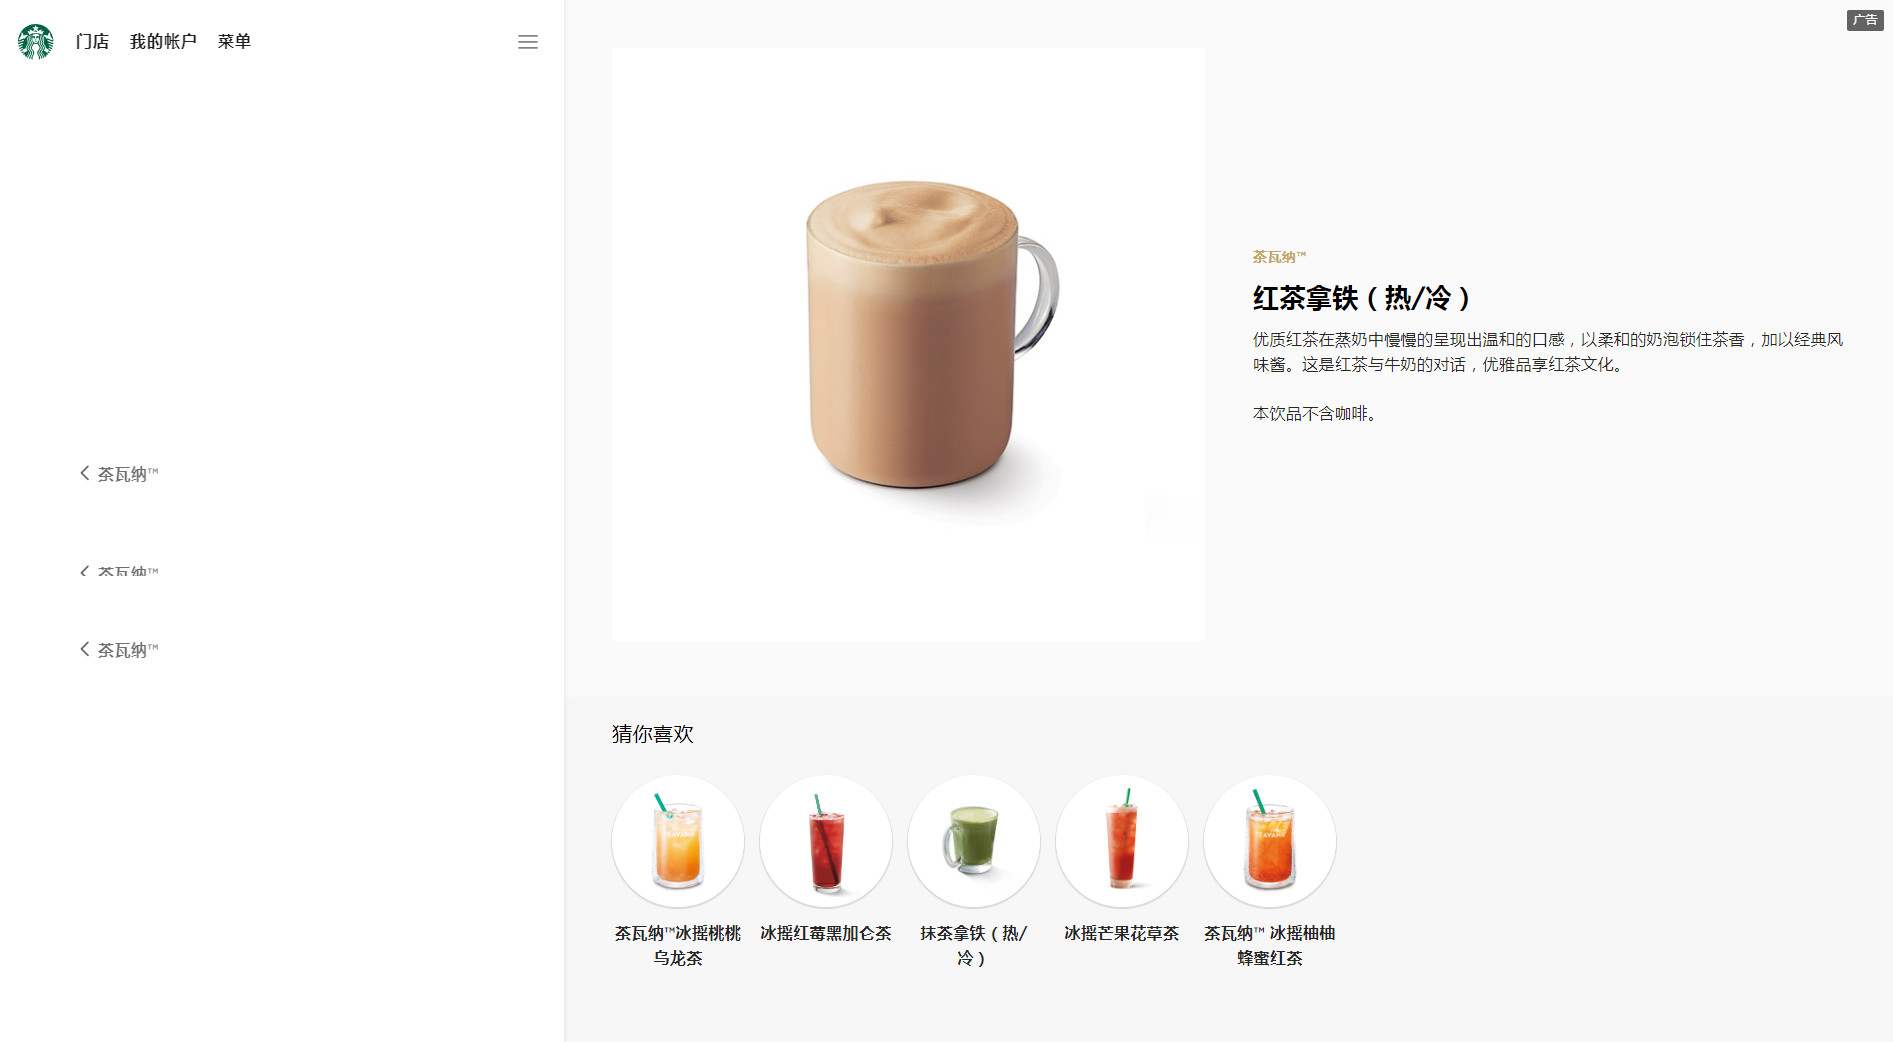 门店 我的帐户 菜单
广告
茶瓦纳™
茶瓦纳™
茶瓦纳™
茶瓦纳™
红茶拿铁（热/冷）
优质红茶在蒸奶中慢慢的呈现出温和的口感，以柔和的奶泡锁住茶香，加以经典风
味酱。这是红茶与牛奶的对话，优雅品享红茶文化。
本饮品不含咖啡。
猜你喜欢
茶瓦纳™冰摇桃桃
乌龙茶
冰摇红莓黑加仑茶
抹茶拿铁（热/
冷）
冰摇芒果花草茶
茶瓦纳™ 冰摇柚柚
蜂蜜红茶